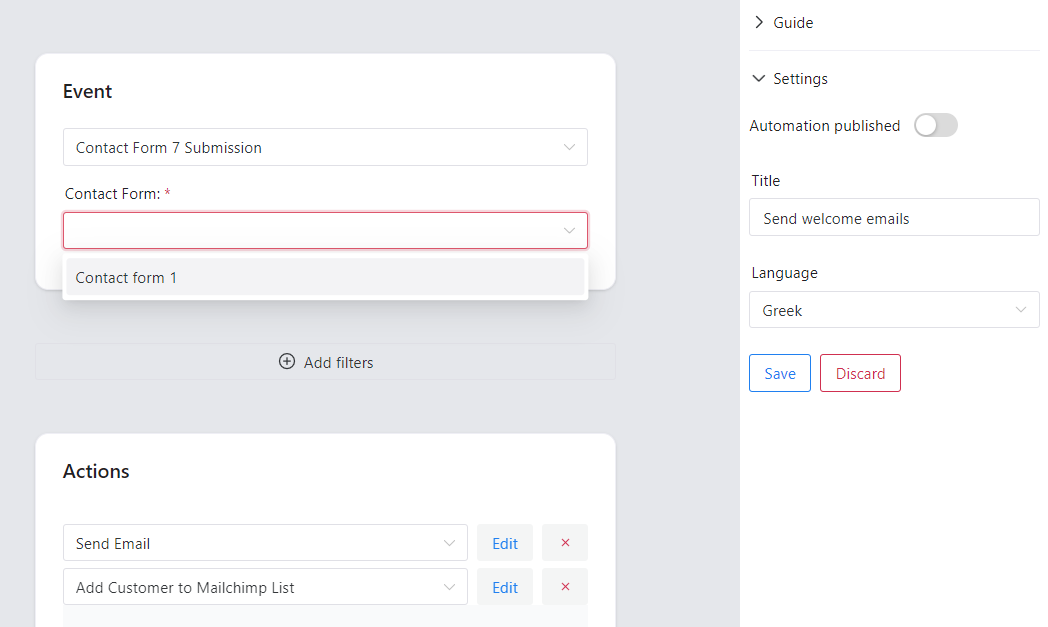 Event
Contact Form 7 Submission
Contact Form: *
Contact form 1
Add filters
Actions
Send Email
Edit
×
Add Customer to Mailchimp List
Edit
×
Guide
Settings
Automation published
Title
Send welcome emails
Language
Greek
Save
Discard